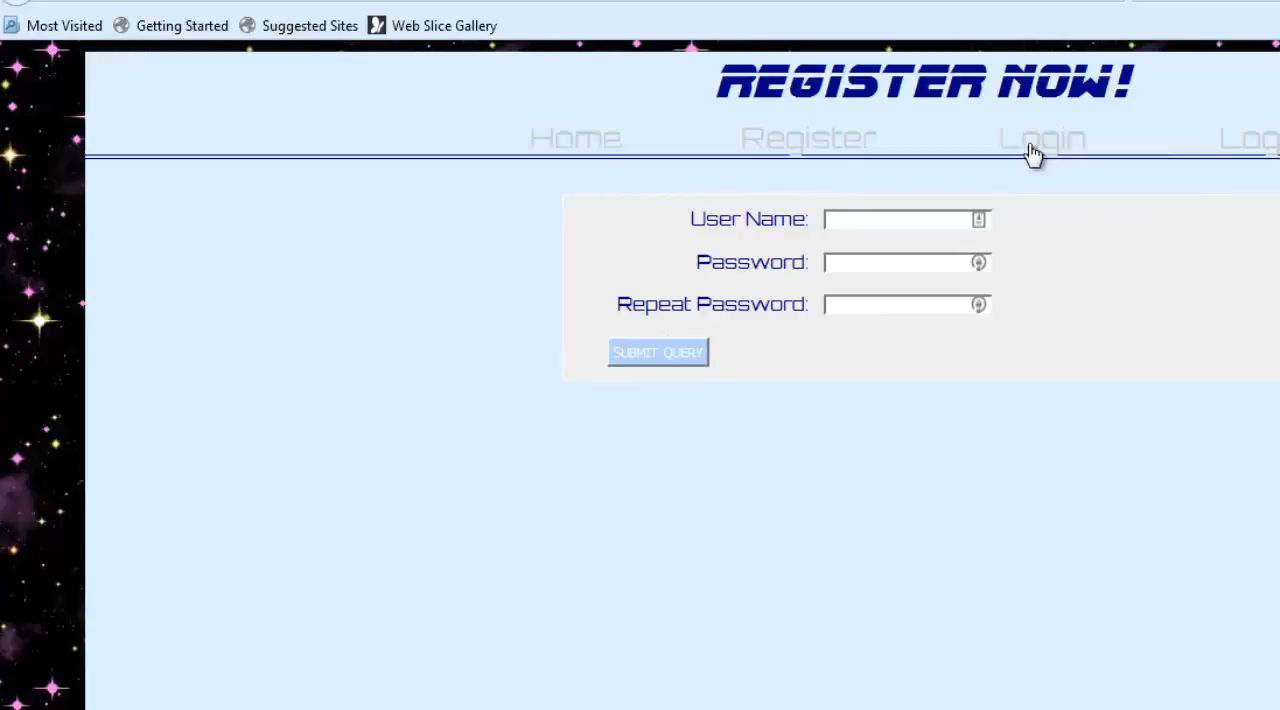 Most Visited Getting Started Suggested Sites Web Slice Gallery
REGISTER NOW!
Home Register Login
User Name:
Password:
Repeat Password:
SUBMIT QUERY